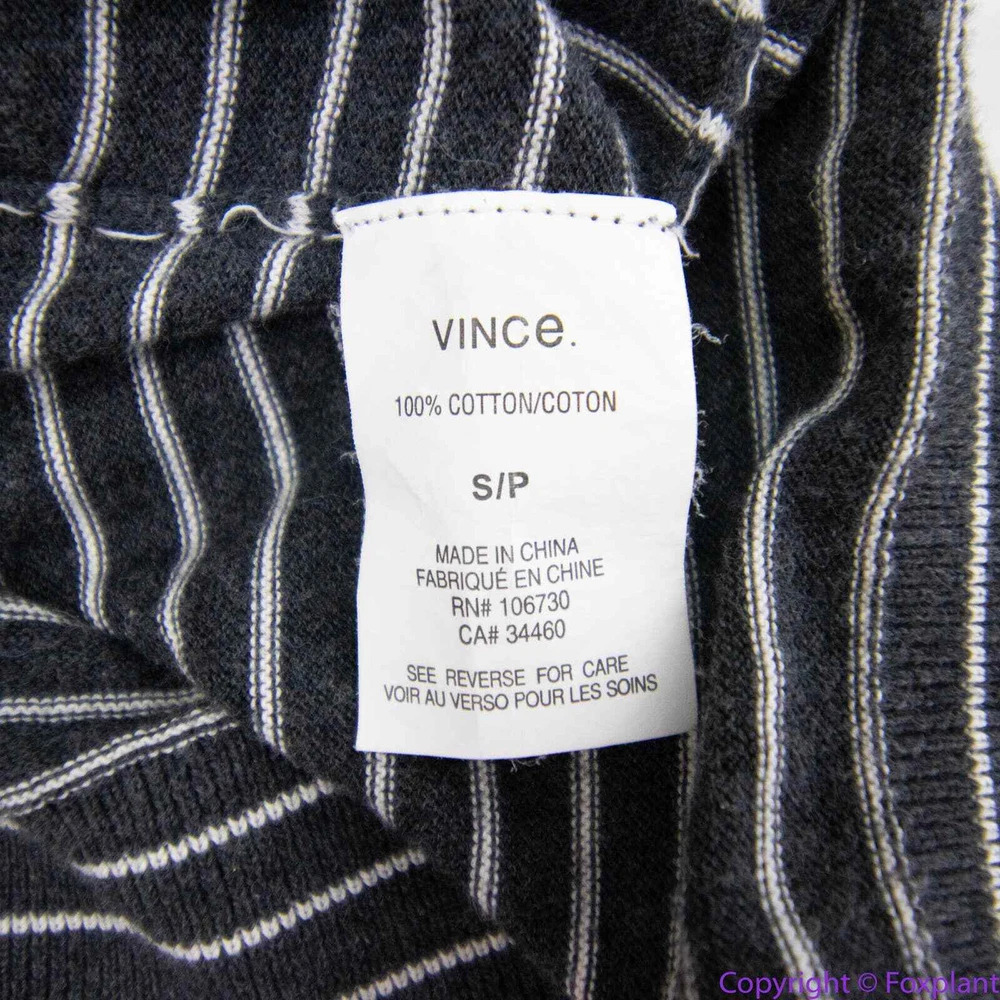 VINCe.
100% COTTON/COTON
S/P
MADE IN CHINA
FABRIQUÉ EN CHINE
RN# 106730
CA# 34460
SEE REVERSE FOR CARE
VOIR AU VERSO POUR LES SOINS
Copyright © Foxplant